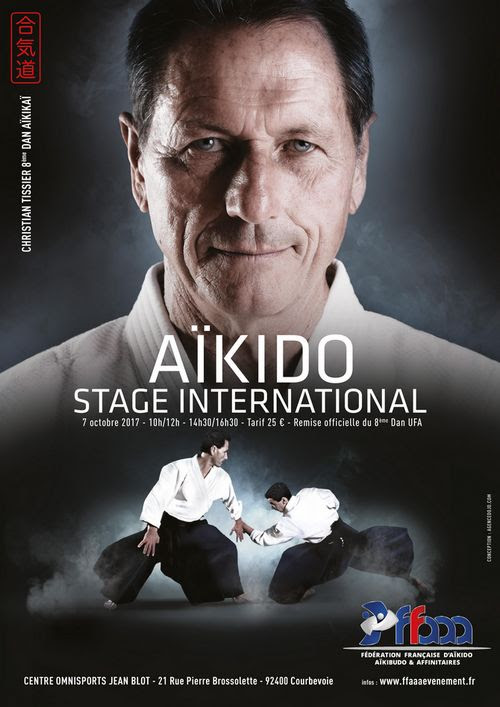 合気道
CHRISTIAN TISSIER 8ème DAN AÏKIKAÏ
AÏKIDO
STAGE INTERNATIONAL
7 octobre 2017 - 10h/12h - 14h30/16h30 - Tarif 25 € - Remise officielle du 8ème Dan UFA
CONCEPTION : AGENCEDOJO.COM
ffaaa
FÉDÉRATION FRANÇAISE D'AÏKIDO
AÏKIBUDO & AFFINITAIRES
CENTRE OMNISPORTS JEAN BLOT - 21 Rue Pierre Brossolette - 92400 Courbevoie
infos : www.ffaaaevenement.fr